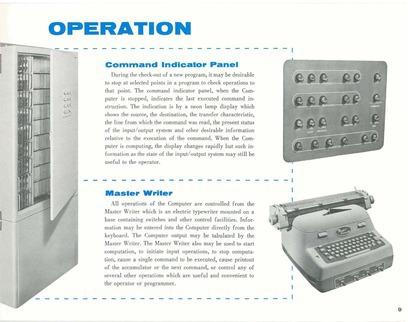 OPERATION
Command Indicator Panel
During the check-out of a new program, it may be desirable
to stop at selected points in a program to check operations to
that point. The command indicator panel, when the Com-
puter is stopped, indicates the last executed command in-
struction. The indication is by a neon lamp display which
shows the source, the destination, the transfer characteristic,
the line from which the command was read, the present status
of the input/output system and other desirable information
relative to the execution of the command. When the Com-
puter is computing, the display changes rapidly but such in-
formation as the state of the input/output system may still be
useful to the operator.
Master Writer
All operations of the Computer are controlled from the
Master Writer which is an electric typewriter mounted on a
base containing switches and other control facilities. Infor-
mation may be entered into the Computer directly from the
keyboard. The Computer output may be tabulated by the
Master Writer. The Master Writer may also be used to start
computation, to initiate input operations, to stop computa-
tion, cause a single command to be executed, cause printout
of the accumulator or the next command, or control any of
several other operations which are useful and convenient to
the operator or programmer.
9